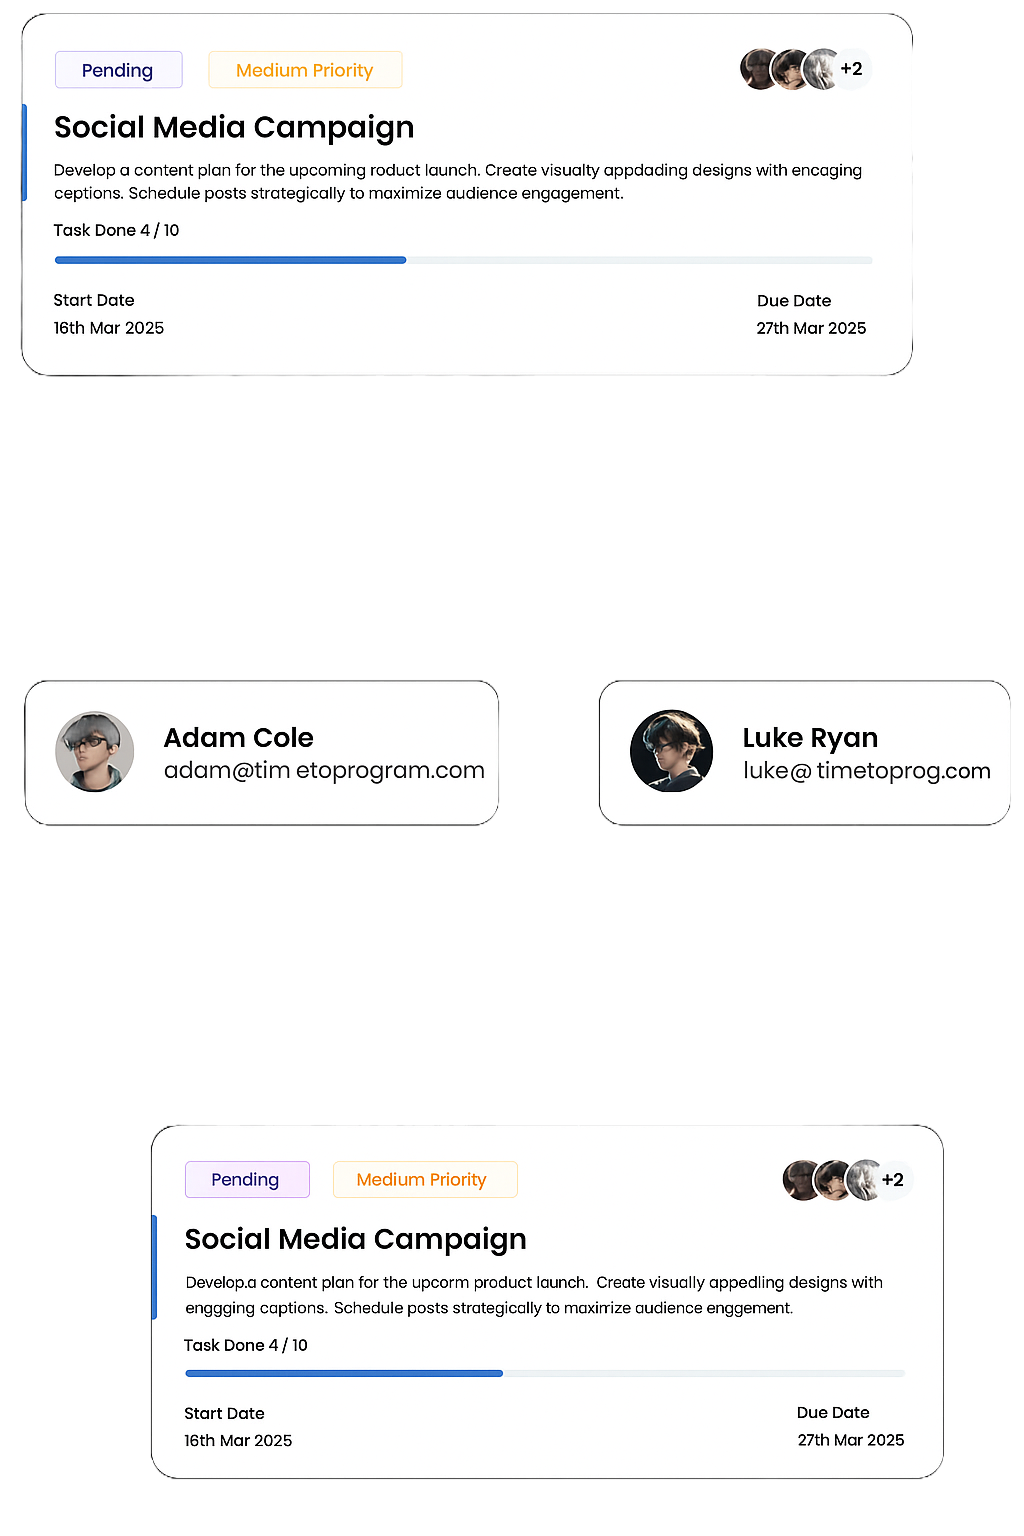 Pending Medium Priority +2
Social Media Campaign
Develop a content plan for the upcoming roduct launch. Create visualty appdading designs with encaging
ceptions. Schedule posts strategically to maximize audience engagement.
Task Done 4 / 10
Start Date Due Date
16th Mar 2025 27th Mar 2025
Adam Cole
adam@tim etoprogram.com
Luke Ryan
luke@ timetoprog.com
Pending Medium Priority +2
Social Media Campaign
Develop.a content plan for the upcorm product launch. Create visually appedling designs with
enggging captions. Schedule posts strategically to maxirrize audience enggement.
Task Done 4 / 10
Start Date Due Date
16th Mar 2025 27th Mar 2025